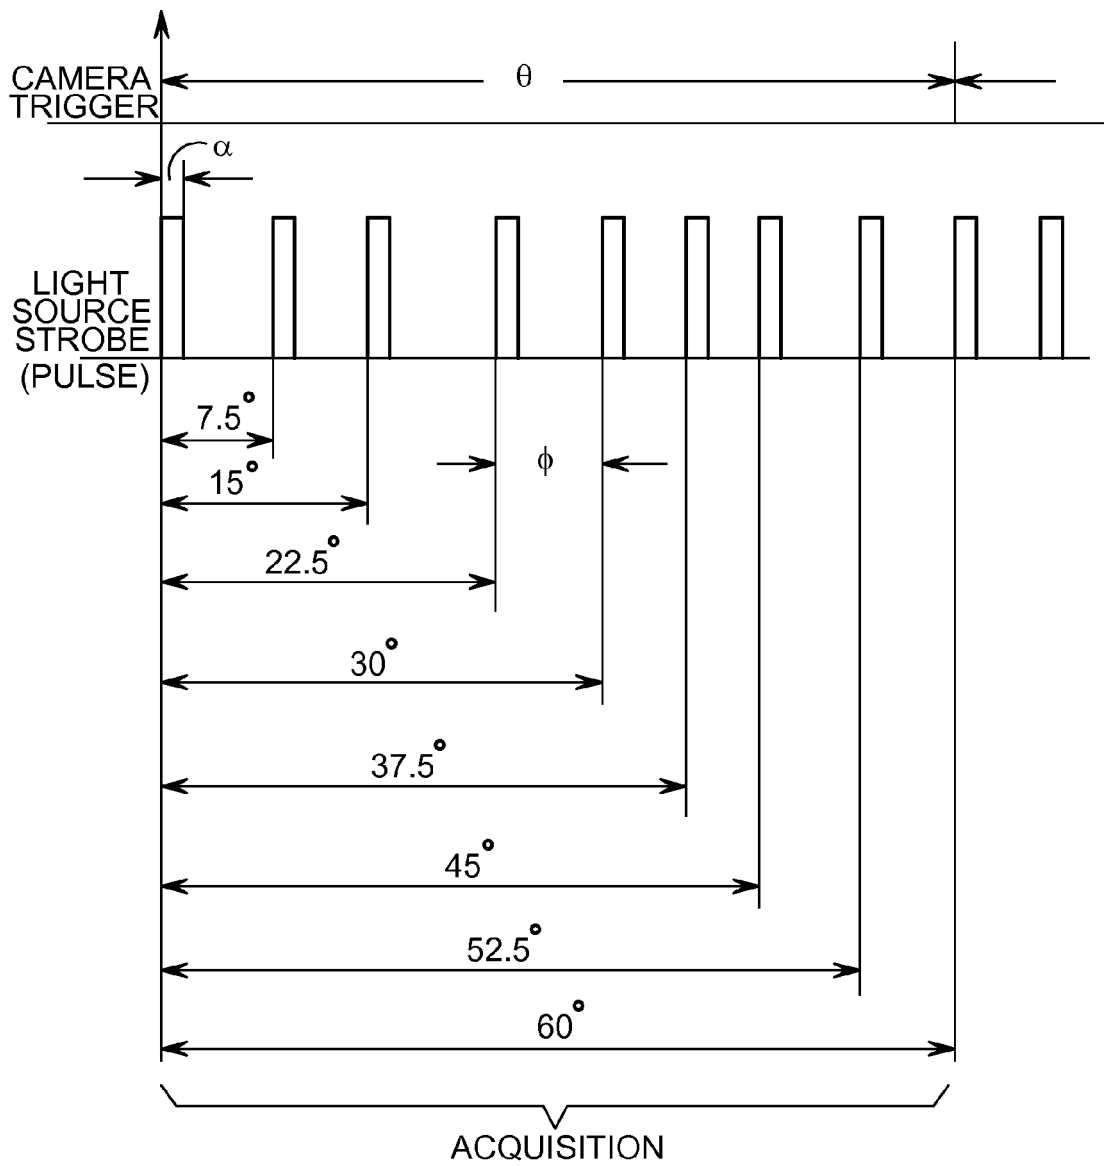 CAMERA
TRIGGER
θ
α
LIGHT
SOURCE
STROBE
(PULSE)
7.5°
15°
ϕ
22.5°
30°
37.5°
45°
52.5°
60°
ACQUISITION